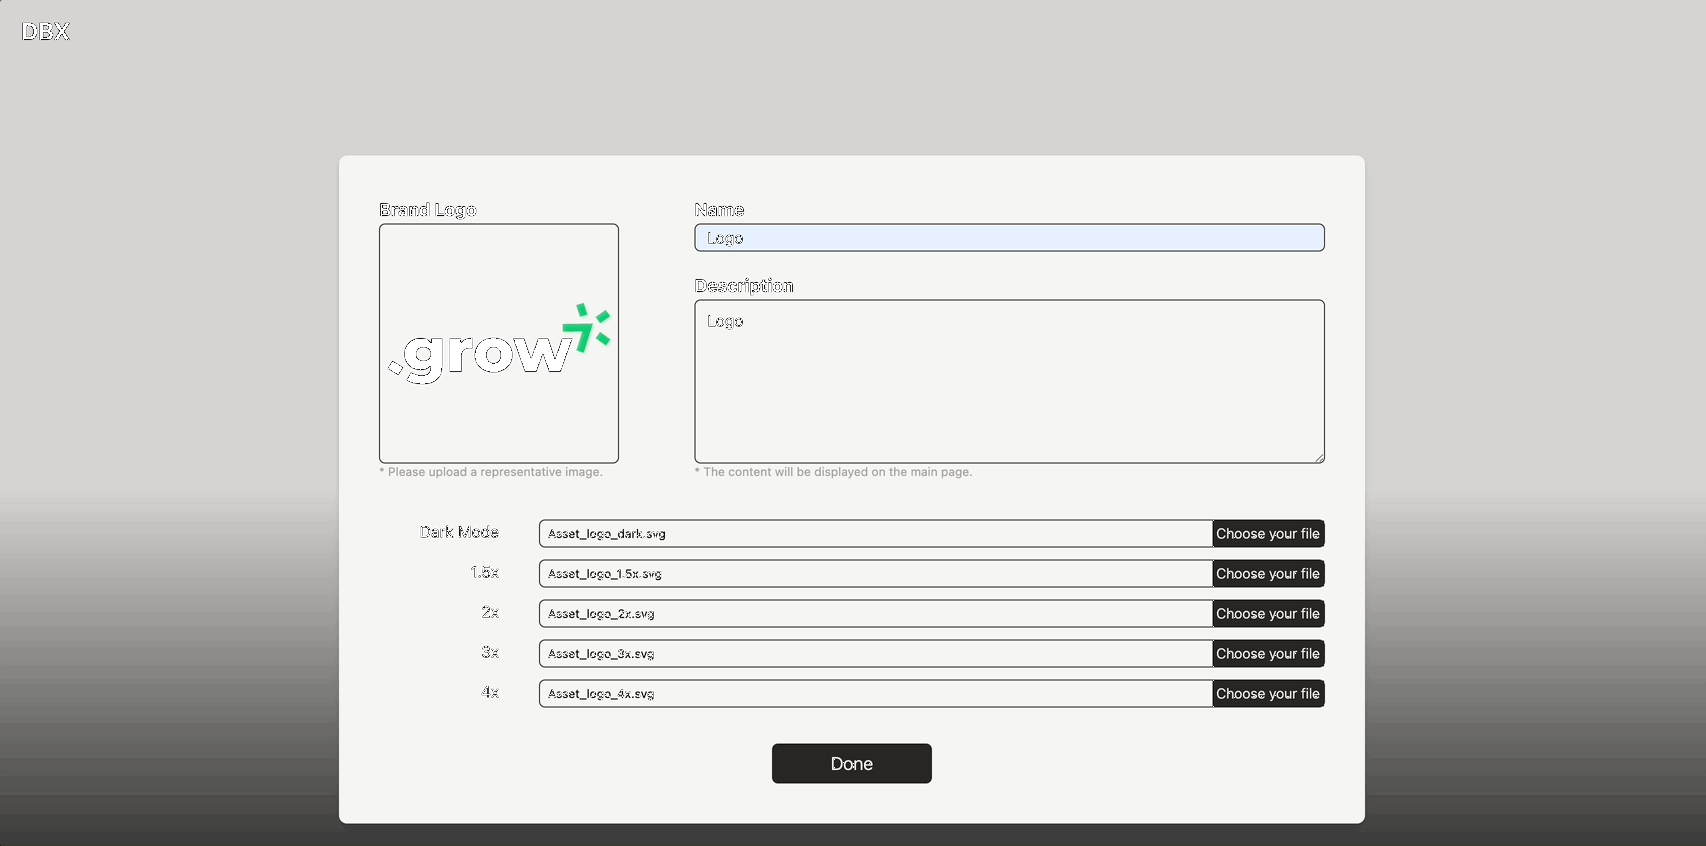 DBX
Brand Logo
.grow
* Please upload a representative image.
Name
Logo
Description
Logo
* The content will be displayed on the main page.
Dark Mode Asset_logo_dark.svg Choose your file
1.5x Asset_logo_1.5x.svg Choose your file
2x Asset_logo_2x.svg Choose your file
3x Asset_logo_3x.svg Choose your file
4x Asset_logo_4x.svg Choose your file
Done